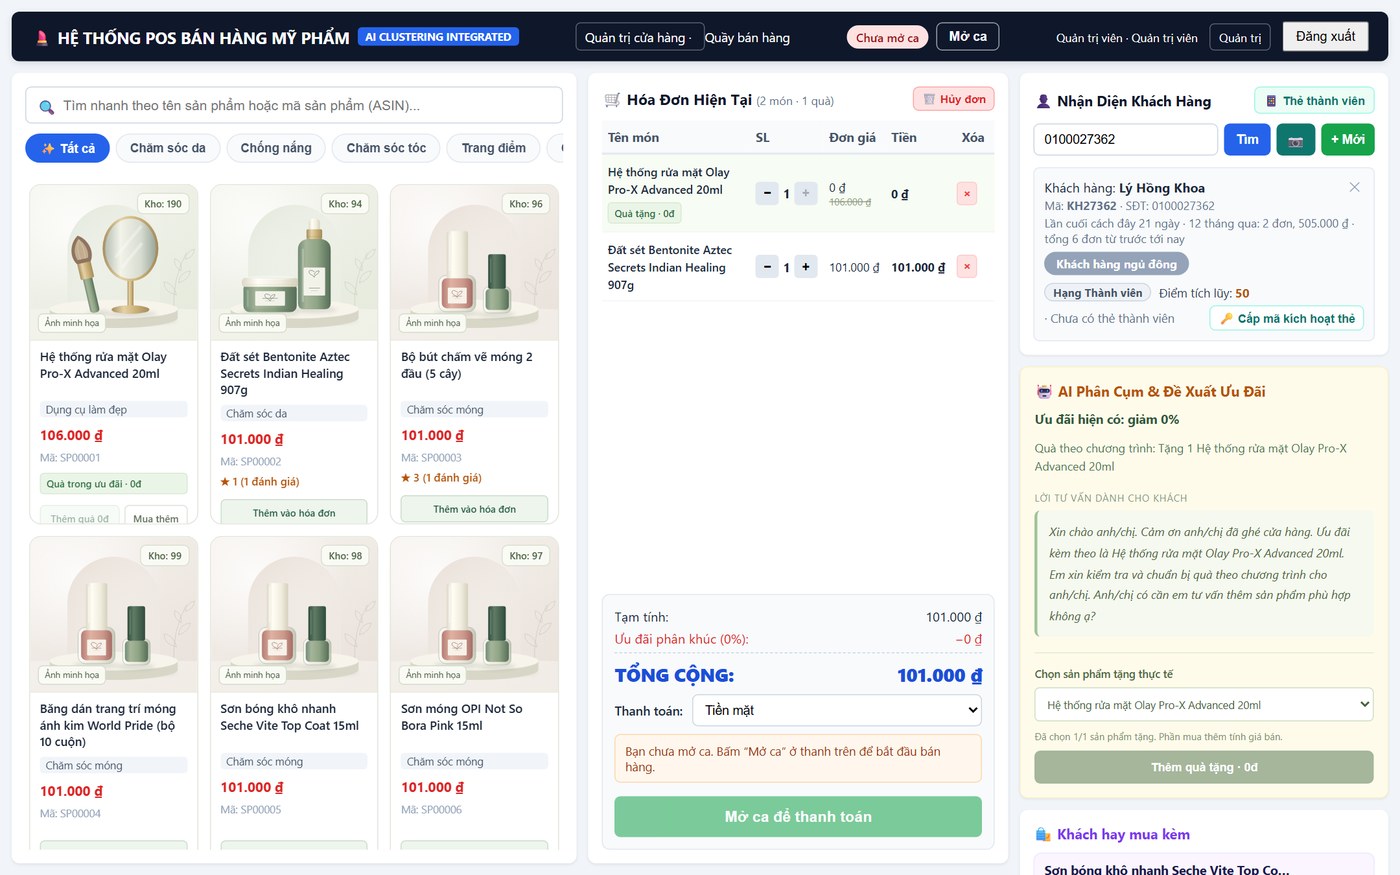 HỆ THỐNG POS BÁN HÀNG MỸ PHẨM
AI CLUSTERING INTEGRATED
Quản trị cửa hàng ·
Quầy bán hàng
Chưa mở ca
Mở ca
Quản trị viên · Quản trị viên
Quản trị
Đăng xuất
Tìm nhanh theo tên sản phẩm hoặc mã sản phẩm (ASIN)...
✨ Tất cả
Chăm sóc da
Chống nắng
Chăm sóc tóc
Trang điểm
Kho: 190
Ảnh minh họa
Hệ thống rửa mặt Olay
Pro-X Advanced 20ml
Dụng cụ làm đẹp
106.000 ₫
Mã: SP00001
Quà trong ưu đãi · 0đ
Thêm quà 0đ
Mua thêm
Kho: 94
Ảnh minh họa
Đất sét Bentonite Aztec
Secrets Indian Healing
907g
Chăm sóc da
101.000 ₫
Mã: SP00002
★ 1 (1 đánh giá)
Thêm vào hóa đơn
Kho: 96
Ảnh minh họa
Bộ bút chấm vẽ móng 2
đầu (5 cây)
Chăm sóc móng
101.000 ₫
Mã: SP00003
★ 3 (1 đánh giá)
Thêm vào hóa đơn
Kho: 99
Ảnh minh họa
Băng dán trang trí móng
ánh kim World Pride (bộ
10 cuộn)
Chăm sóc móng
101.000 ₫
Mã: SP00004
Kho: 98
Ảnh minh họa
Sơn bóng khô nhanh
Seche Vite Top Coat 15ml
Chăm sóc móng
101.000 ₫
Mã: SP00005
Kho: 97
Ảnh minh họa
Sơn móng OPI Not So
Bora Pink 15ml
Chăm sóc móng
101.000 ₫
Mã: SP00006
Hóa Đơn Hiện Tại (2 món · 1 quà)
Hủy đơn
Tên món SL Đơn giá Tiền Xóa
Hệ thống rửa mặt Olay
Pro-X Advanced 20ml
Quà tặng · 0đ
− 1 +
0 ₫
106.000 ₫
0 ₫
×
Đất sét Bentonite Aztec
Secrets Indian Healing
907g
− 1 +
101.000 ₫
101.000 ₫
×
Tạm tính: 101.000 ₫
Ưu đãi phân khúc (0%): −0 ₫
TỔNG CỘNG: 101.000 ₫
Thanh toán: Tiền mặt
Bạn chưa mở ca. Bấm “Mở ca” ở thanh trên để bắt đầu bán
hàng.
Mở ca để thanh toán
Nhận Diện Khách Hàng
Thẻ thành viên
0100027362
Tìm
+ Mới
Khách hàng: Lý Hồng Khoa
Mã: KH27362 · SĐT: 0100027362
Lần cuối cách đây 21 ngày · 12 tháng qua: 2 đơn, 505.000 ₫ ·
tổng 6 đơn từ trước tới nay
Khách hàng ngủ đông
Hạng Thành viên
Điểm tích lũy: 50
· Chưa có thẻ thành viên
Cấp mã kích hoạt thẻ
AI Phân Cụm & Đề Xuất Ưu Đãi
Ưu đãi hiện có: giảm 0%
Quà theo chương trình: Tặng 1 Hệ thống rửa mặt Olay Pro-X
Advanced 20ml
LỜI TƯ VẤN DÀNH CHO KHÁCH
Xin chào anh/chị. Cảm ơn anh/chị đã ghé cửa hàng. Ưu đãi
kèm theo là Hệ thống rửa mặt Olay Pro-X Advanced 20ml.
Em xin kiểm tra và chuẩn bị quà theo chương trình cho
anh/chị. Anh/chị có cần em tư vấn thêm sản phẩm phù hợp
không ạ?
Chọn sản phẩm tặng thực tế
Hệ thống rửa mặt Olay Pro-X Advanced 20ml
Đã chọn 1/1 sản phẩm tặng. Phần mua thêm tính giá bán.
Thêm quà tặng · 0đ
Khách hay mua kèm
Sơn bóng khô nhanh Seche Vite Top Co...